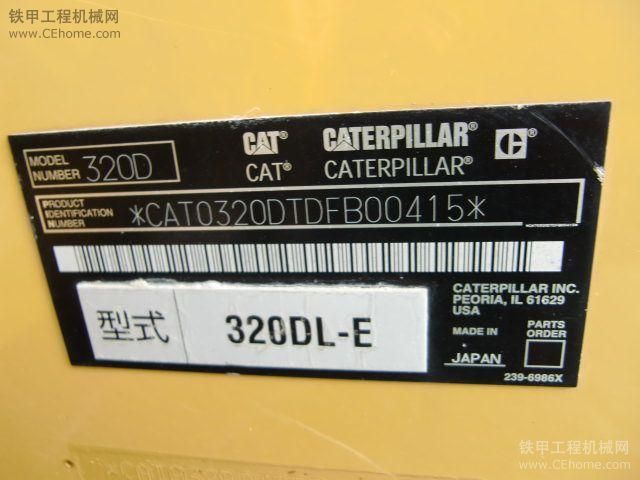 铁甲工程机械网
www.CEhome.com
MODEL NUMBER 320D
CAT® CATERPILLAR® C®
CAT® CATERPILLAR®
PRODUCT IDENTIFICATION NUMBER *CAT0320DTDFB00415*
*CAT0320DTDFB00415*
CATERPILLAR INC.
PEORIA, IL 61629
USA
型式 320DL-E
MADE IN
JAPAN
PARTS ORDER
239-6986X
铁甲工程机械网
www.CEhome.com